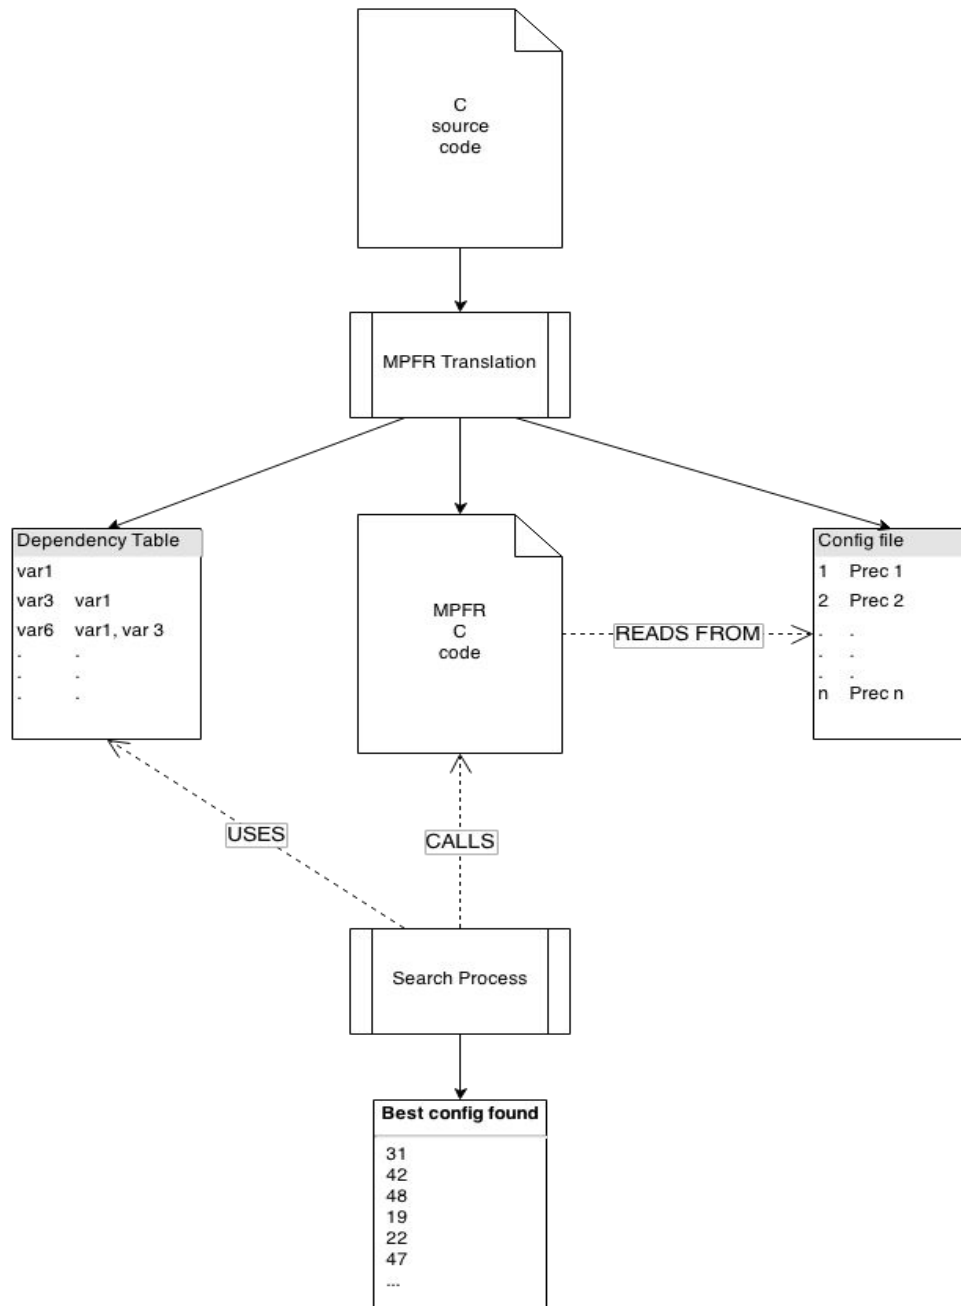 C
source
code
MPFR Translation
Dependency Table
var1
var3 var1
var6 var1, var 3
. .
. .
. .
MPFR
C
code
READS FROM
Config file
1 Prec 1
2 Prec 2
. .
. .
. .
n Prec n
USES
CALLS
Search Process
Best config found
31
42
48
19
22
47
...